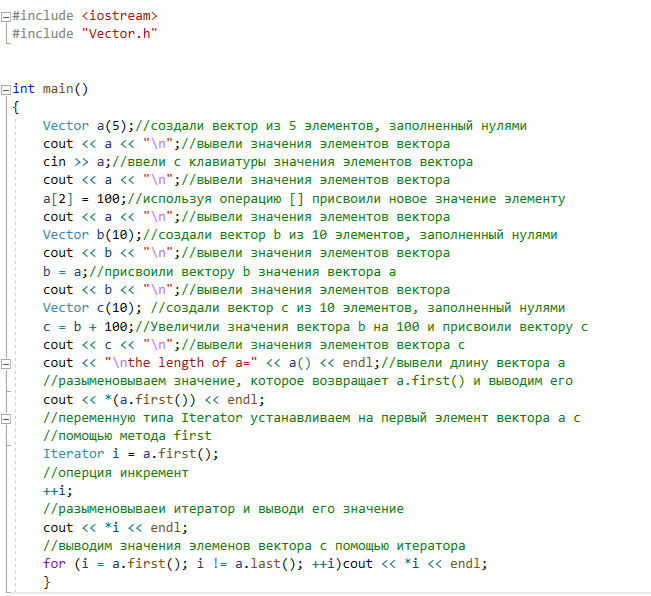 #include <iostream>
#include "Vector.h"
int main()
{
Vector a(5);//создали вектор из 5 элементов, заполненный нулями
cout << a << "\n";//вывели значения элементов вектора
cin >> a;//ввели с клавиатуры значения элементов вектора
cout << a << "\n";//вывели значения элементов вектора
a[2] = 100;//используя операцию [] присвоили новое значение элементу
cout << a << "\n";//вывели значения элементов вектора
Vector b(10);//создали вектор b из 10 элементов, заполненный нулями
cout << b << "\n";//вывели значения элементов вектора
b = a;//присвоили вектору b значения вектора a
cout << b << "\n";//вывели значения элементов вектора
Vector c(10); //создали вектор c из 10 элементов, заполненный нулями
c = b + 100;//Увеличили значения вектора b на 100 и присвоили вектору c
cout << c << "\n";//вывели значения элементов вектора c
cout << "\nthe length of a=" << a() << endl;//вывели длину вектора a
//разыменовываем значение, которое возвращает a.first() и выводим его
cout << *(a.first()) << endl;
//переменную типа Iterator устанавливаем на первый элемент вектора a с
//помощью метода first
Iterator i = a.first();
//оперция инкремент
++i;
//разыменовываеи итератор и выводи его значение
cout << *i << endl;
//выводим значения элеменов вектора с помощью итератора
for (i = a.first(); i != a.last(); ++i)cout << *i << endl;
}